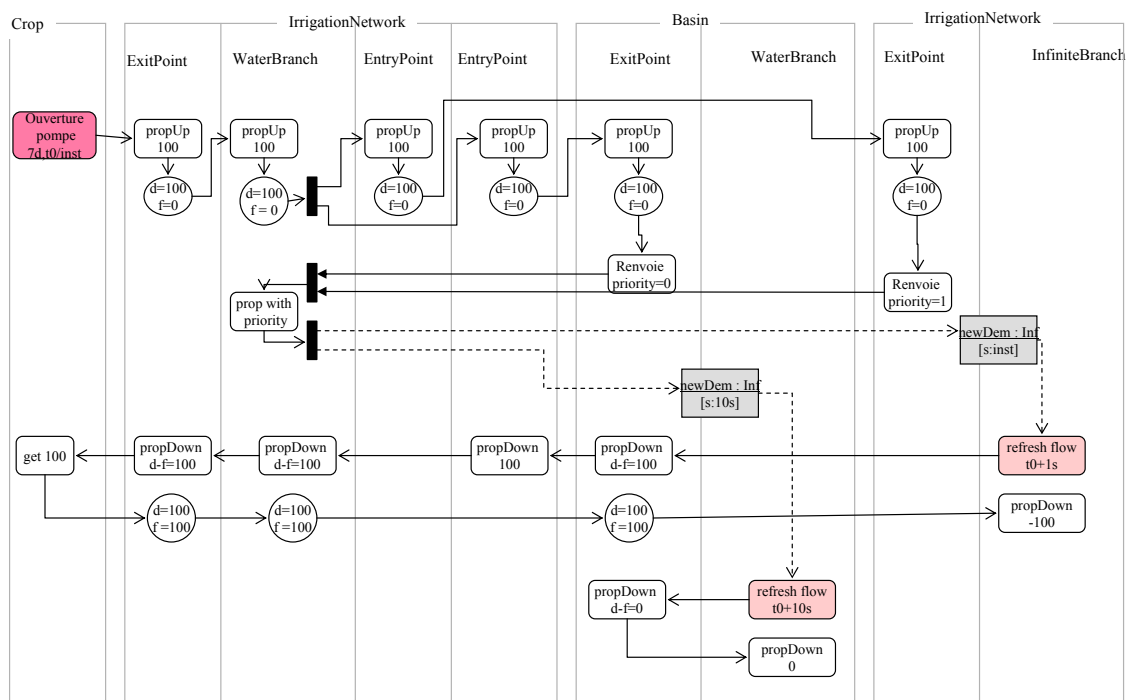 Crop
IrrigationNetwork
Basin
IrrigationNetwork
ExitPoint
WaterBranch
EntryPoint
EntryPoint
ExitPoint
WaterBranch
ExitPoint
InfiniteBranch
Ouverture
pompe
7d,t0/inst
propUp
100
propUp
100
propUp
100
propUp
100
propUp
100
propUp
100
d=100
f=0
d=100
f = 0
d=100
f=0
d=100
f=0
d=100
f=0
d=100
f=0
Renvoie
priority=0
Renvoie
priority=1
prop with
priority
newDem : Inf
[s:inst]
newDem : Inf
[s:10s]
get 100
propDown
d-f=100
propDown
d-f=100
propDown
100
propDown
d-f=100
refresh flow
t0+1s
d=100
f =100
d=100
f =100
d=100
f =100
propDown
-100
propDown
d-f=0
refresh flow
t0+10s
propDown
0